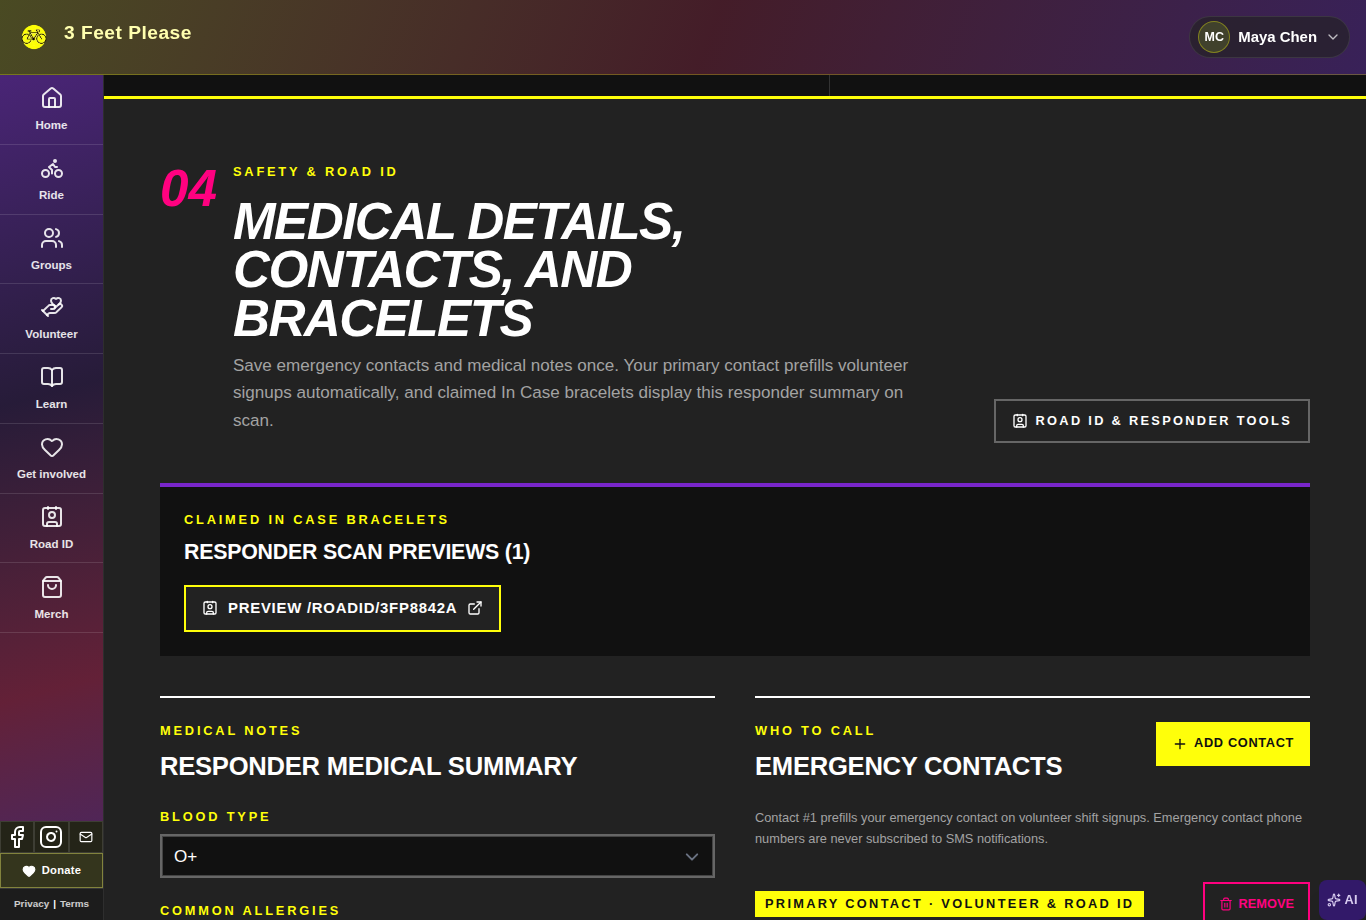 3 Feet Please
MC Maya Chen
Home
Ride
Groups
Volunteer
Learn
Get involved
Road ID
Merch
Donate
Privacy | Terms
04
SAFETY & ROAD ID
MEDICAL DETAILS,
CONTACTS, AND
BRACELETS
Save emergency contacts and medical notes once. Your primary contact prefills volunteer
signups automatically, and claimed In Case bracelets display this responder summary on
scan.
ROAD ID & RESPONDER TOOLS
CLAIMED IN CASE BRACELETS
RESPONDER SCAN PREVIEWS (1)
PREVIEW /ROADID/3FP8842A
MEDICAL NOTES
RESPONDER MEDICAL SUMMARY
BLOOD TYPE
O+
COMMON ALLERGIES
WHO TO CALL
EMERGENCY CONTACTS
ADD CONTACT
Contact #1 prefills your emergency contact on volunteer shift signups. Emergency contact phone
numbers are never subscribed to SMS notifications.
PRIMARY CONTACT · VOLUNTEER & ROAD ID
REMOVE
AI